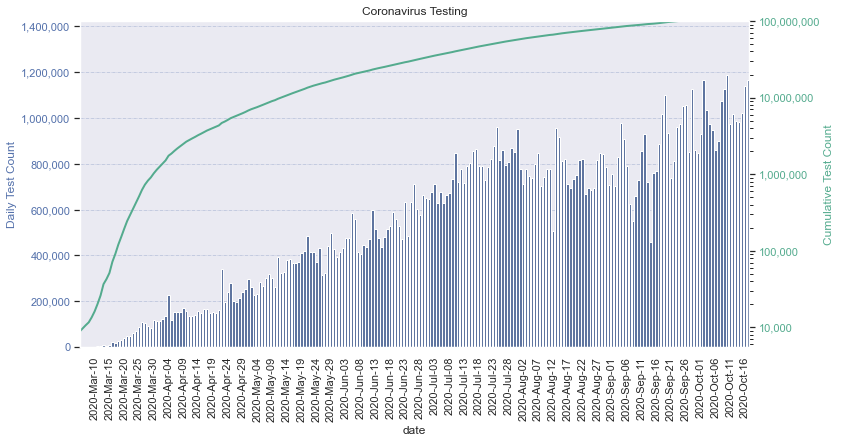 Coronavirus Testing
1,400,000
1,200,000
1,000,000
800,000
600,000
400,000
200,000
0
Daily Test Count
100,000,000
10,000,000
1,000,000
100,000
10,000
Cumulative Test Count
2020-Mar-10
2020-Mar-15
2020-Mar-20
2020-Mar-25
2020-Mar-30
2020-Apr-04
2020-Apr-09
2020-Apr-14
2020-Apr-19
2020-Apr-24
2020-Apr-29
2020-May-04
2020-May-09
2020-May-14
2020-May-19
2020-May-24
2020-May-29
2020-Jun-03
2020-Jun-08
2020-Jun-13
2020-Jun-18
2020-Jun-23
2020-Jun-28
2020-Jul-03
2020-Jul-08
2020-Jul-13
2020-Jul-18
2020-Jul-23
2020-Jul-28
2020-Aug-02
2020-Aug-07
2020-Aug-12
2020-Aug-17
2020-Aug-22
2020-Aug-27
2020-Sep-01
2020-Sep-06
2020-Sep-11
2020-Sep-16
2020-Sep-21
2020-Sep-26
2020-Oct-01
2020-Oct-06
2020-Oct-11
2020-Oct-16
date